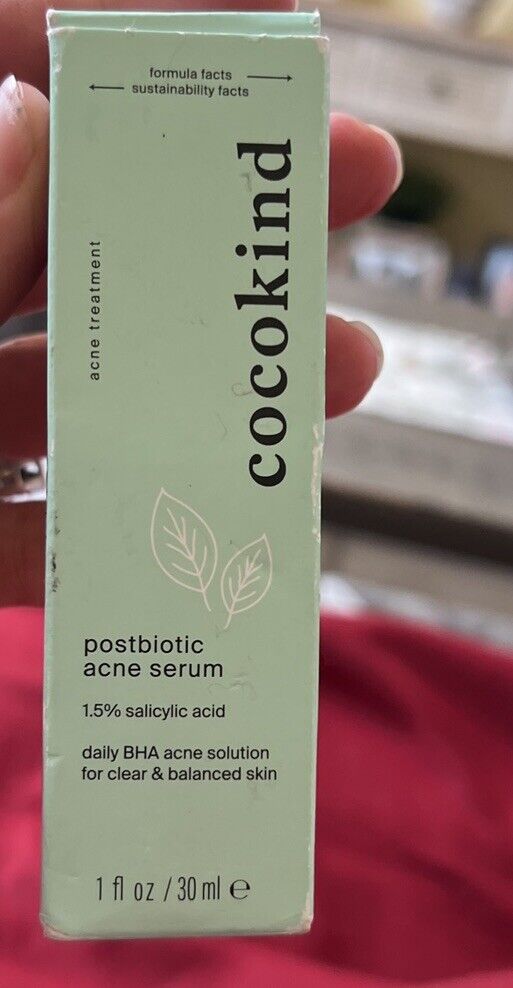 formula facts
sustainability facts
cocokind
acne treatment
postbiotic
acne serum
1.5% salicylic acid
daily BHA acne solution
for clear & balanced skin
1 fl oz / 30 ml ℮